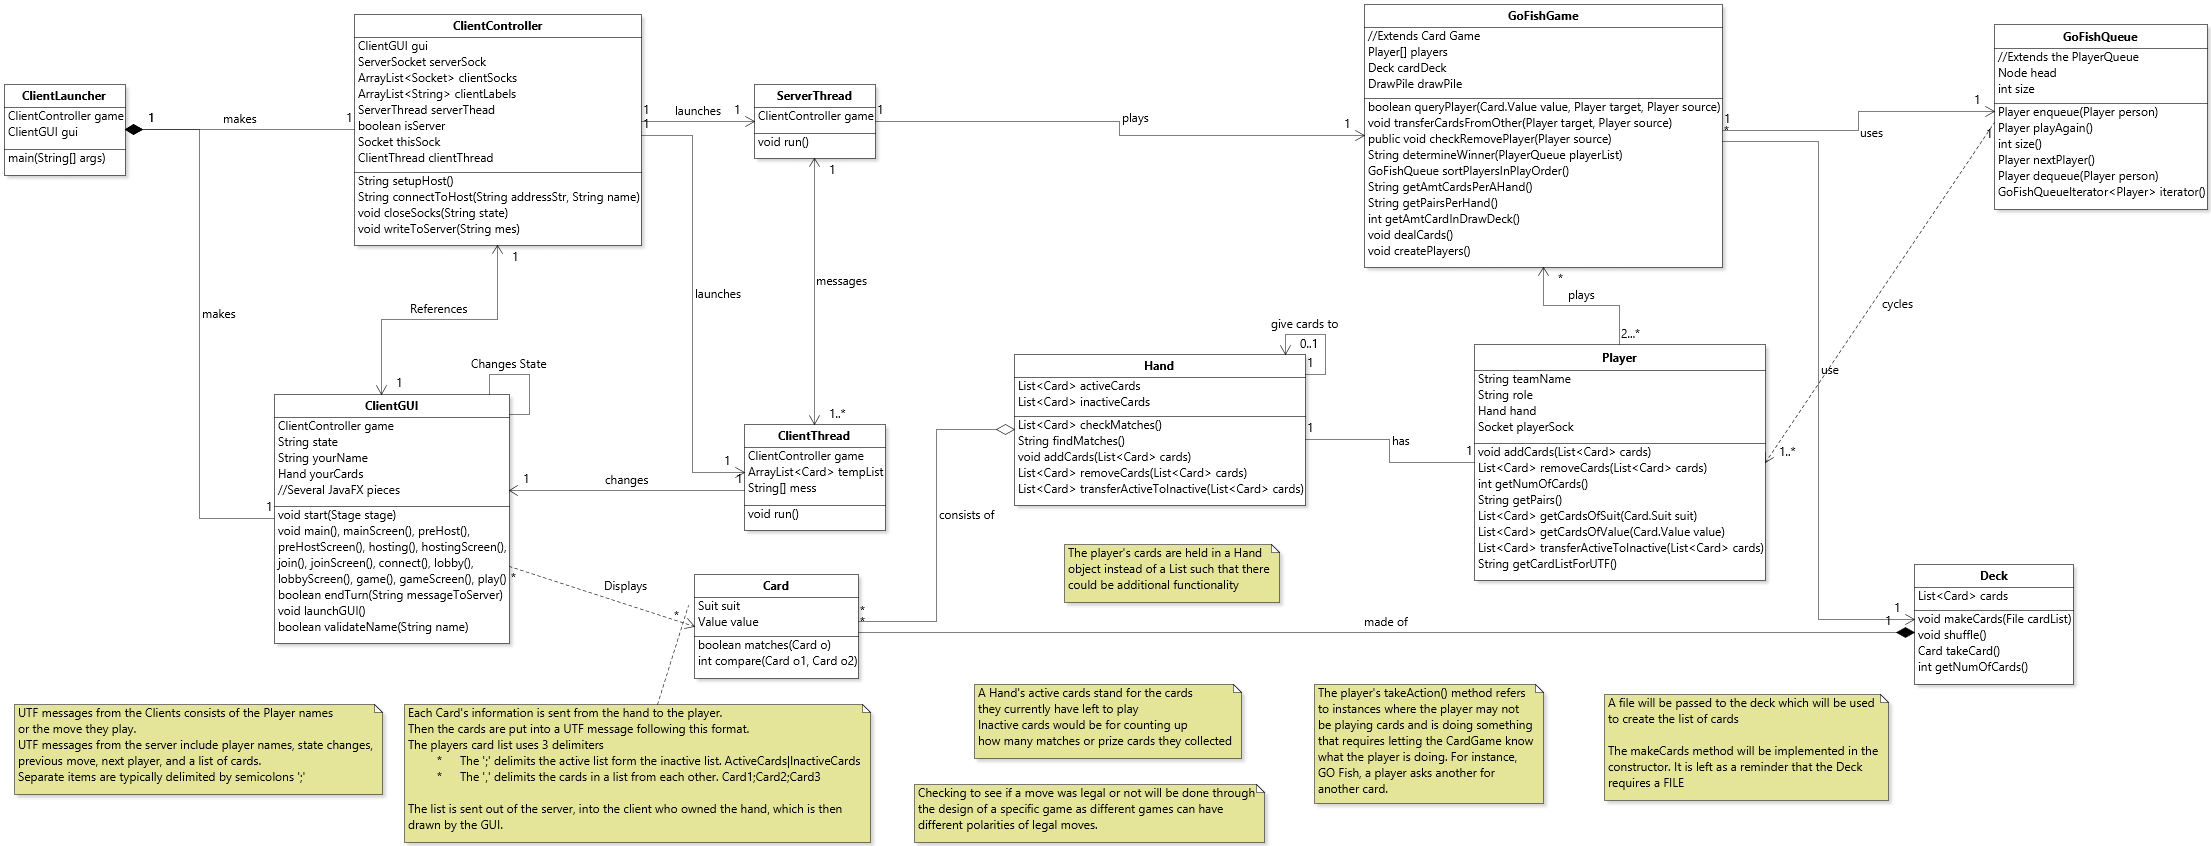 ClientLauncher
ClientController game
ClientGUI gui
main(String[] args)
1
makes
1
makes
1
ClientController
ClientGUI gui
ServerSocket serverSock
ArrayList<Socket> clientSocks
ArrayList<String> clientLabels
ServerThread serverThead
boolean isServer
Socket thisSock
ClientThread clientThread
String setupHost()
String connectToHost(String addressStr, String name)
void closeSocks(String state)
void writeToServer(String mes)
1
launches
1
1
launches
1
1
References
1
ServerThread
ClientController game
void run()
1
plays
1
1
messages
1..*
GoFishGame
//Extends Card Game
Player[] players
Deck cardDeck
DrawPile drawPile
boolean queryPlayer(Card.Value value, Player target, Player source)
void transferCardsFromOther(Player target, Player source)
public void checkRemovePlayer(Player source)
String determineWinner(PlayerQueue playerList)
GoFishQueue sortPlayersInPlayOrder()
String getAmtCardsPerAHand()
String getPairsPerHand()
int getAmtCardInDrawDeck()
void dealCards()
void createPlayers()
1
*
uses
1
GoFishQueue
//Extends the PlayerQueue
Node head
int size
Player enqueue(Person person)
Player playAgain()
int size()
Player nextPlayer()
Player dequeue(Player person)
GoFishQueueIterator<Player> iterator()
1
cycles
1..*
*
plays
2...*
use
1
Changes State
ClientGUI
ClientController game
String state
String yourName
Hand yourCards
//Several JavaFX pieces
void start(Stage stage)
void main(), mainScreen(), preHost(),
preHostScreen(), hosting(), hostingScreen(),
join(), joinScreen(), connect(), lobby(),
lobbyScreen(), game(), gameScreen(), play()
boolean endTurn(String messageToServer)
void launchGUI()
boolean validateName(String name)
1
changes
1
*
Displays
*
ClientThread
ClientController game
ArrayList<Card> tempList
String[] mess
void run()
give cards to
0..1
1
Hand
List<Card> activeCards
List<Card> inactiveCards
List<Card> checkMatches()
String findMatches()
void addCards(List<Card> cards)
List<Card> removeCards(List<Card> cards)
List<Card> transferActiveToInactive(List<Card> cards)
1
has
1
consists of
Player
String teamName
String role
Hand hand
Socket playerSock
void addCards(List<Card> cards)
List<Card> removeCards(List<Card> cards)
int getNumOfCards()
String getPairs()
List<Card> getCardsOfSuit(Card.Suit suit)
List<Card> getCardsOfValue(Card.Value value)
List<Card> transferActiveToInactive(List<Card> cards)
String getCardListForUTF()
The player's cards are held in a Hand
object instead of a List such that there
could be additional functionality
Card
Suit suit
Value value
boolean matches(Card o)
int compare(Card o1, Card o2)
*
*
made of
1
Deck
List<Card> cards
void makeCards(File cardList)
void shuffle()
Card takeCard()
int getNumOfCards()
UTF messages from the Clients consists of the Player names
or the move they play.
UTF messages from the server include player names, state changes,
previous move, next player, and a list of cards.
Separate items are typically delimited by semicolons ';'
Each Card's information is sent from the hand to the player.
Then the cards are put into a UTF message following this format.
The players card list uses 3 delimiters
* The ';' delimits the active list form the inactive list. ActiveCards|InactiveCards
* The ',' delimits the cards in a list from each other. Card1;Card2;Card3
The list is sent out of the server, into the client who owned the hand, which is then
drawn by the GUI.
A Hand's active cards stand for the cards
they currently have left to play
Inactive cards would be for counting up
how many matches or prize cards they collected
Checking to see if a move was legal or not will be done through
the design of a specific game as different games can have
different polarities of legal moves.
The player's takeAction() method refers
to instances where the player may not
be playing cards and is doing something
that requires letting the CardGame know
what the player is doing. For instance,
GO Fish, a player asks another for
another card.
A file will be passed to the deck which will be used
to create the list of cards
The makeCards method will be implemented in the
constructor. It is left as a reminder that the Deck
requires a FILE